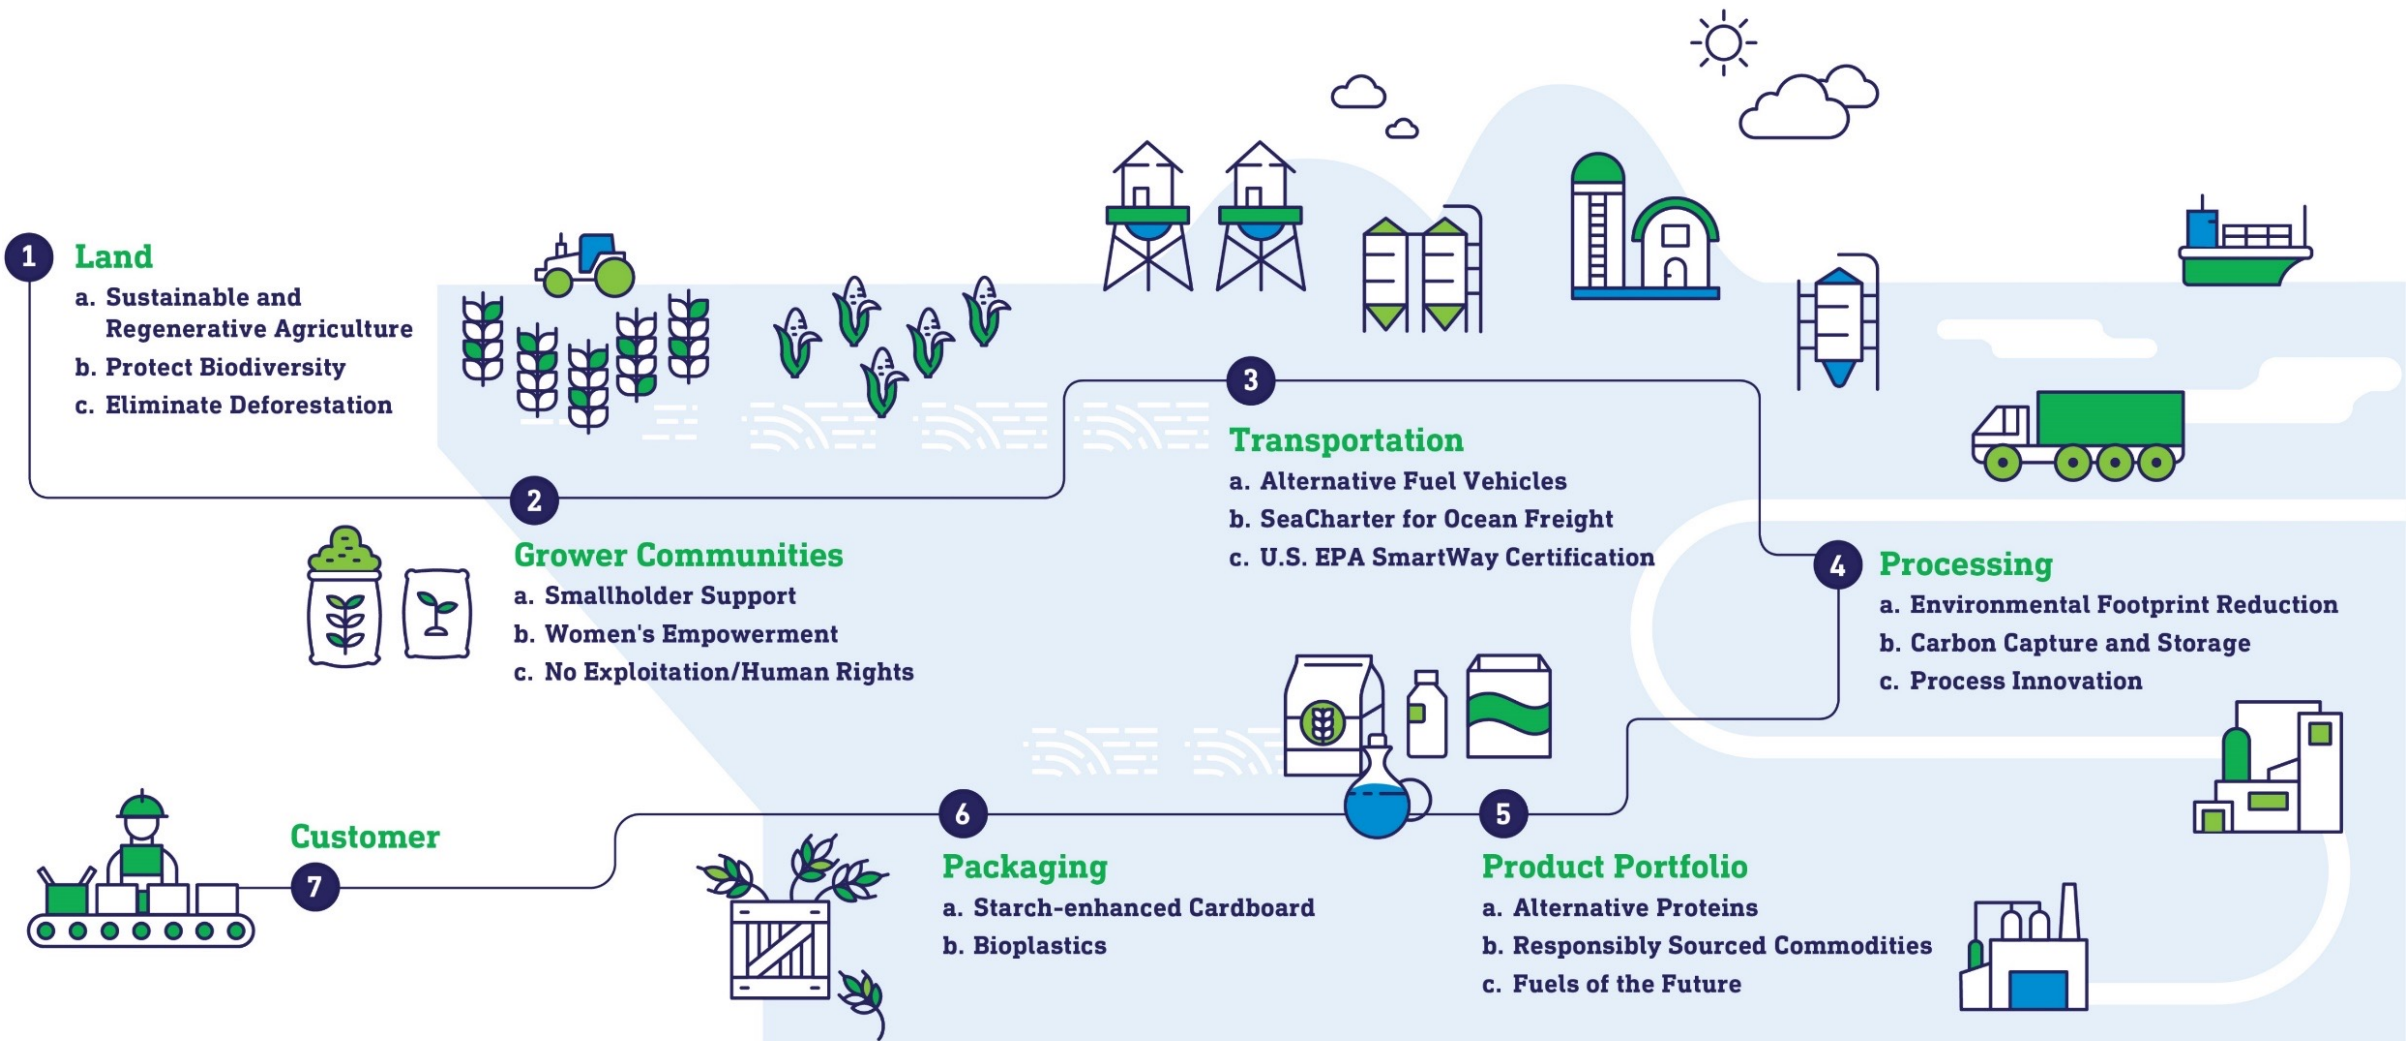 1
Land
a. Sustainable and
Regenerative Agriculture
b. Protect Biodiversity
c. Eliminate Deforestation
2
Grower Communities
a. Smallholder Support
b. Women's Empowerment
c. No Exploitation/Human Rights
3
Transportation
a. Alternative Fuel Vehicles
b. SeaCharter for Ocean Freight
c. U.S. EPA SmartWay Certification
4
Processing
a. Environmental Footprint Reduction
b. Carbon Capture and Storage
c. Process Innovation
5
Product Portfolio
a. Alternative Proteins
b. Responsibly Sourced Commodities
c. Fuels of the Future
6
Packaging
a. Starch-enhanced Cardboard
b. Bioplastics
Customer
7